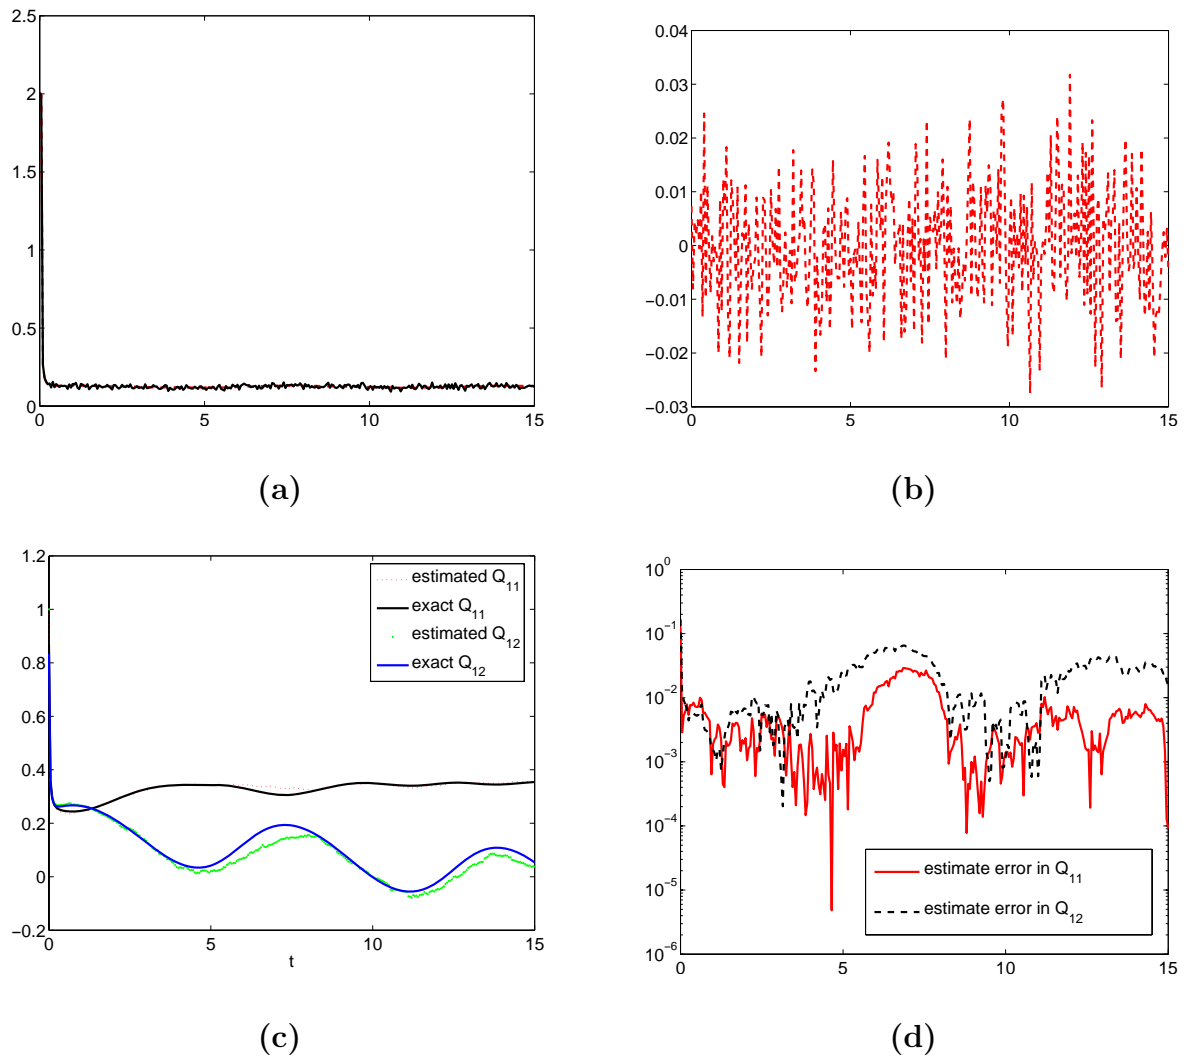 2.5
2
1.5
1
0.5
0
0 5 10 15
(a)
0.04
0.03
0.02
0.01
0
−0.01
−0.02
−0.03
0 5 10 15
(b)
1.2
1
0.8
0.6
0.4
0.2
0
−0.2
estimated Q11
exact Q11
estimated Q12
exact Q12
0 5 10 15
t
(c)
10^0
10^−1
10^−2
10^−3
10^−4
10^−5
10^−6
estimate error in Q11
estimate error in Q12
0 5 10 15
(d)